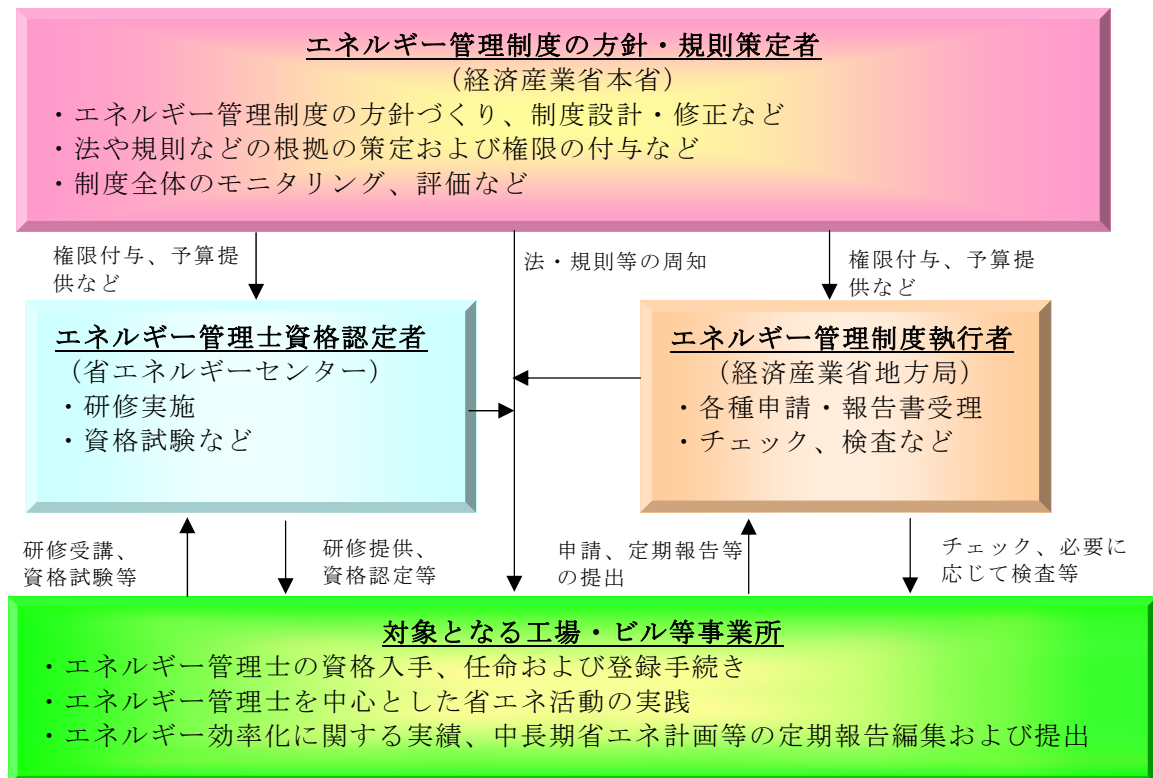 エネルギー管理制度の方針・規則策定者
（経済産業省本省）
・エネルギー管理制度の方針づくり、制度設計・修正など
・法や規則などの根拠の策定および権限の付与など
・制度全体のモニタリング、評価など
権限付与、予算提
供など
法・規則等の周知
権限付与、予算提
供など
エネルギー管理士資格認定者
（省エネルギーセンター）
・研修実施
・資格試験など
エネルギー管理制度執行者
（経済産業省地方局）
・各種申請・報告書受理
・チェック、検査など
研修受講、
資格試験等
研修提供、
資格認定等
申請、定期報告等
の提出
チェック、必要に
応じて検査等
対象となる工場・ビル等事業所
・エネルギー管理士の資格入手、任命および登録手続き
・エネルギー管理士を中心とした省エネ活動の実践
・エネルギー効率化に関する実績、中長期省エネ計画等の定期報告編集および提出